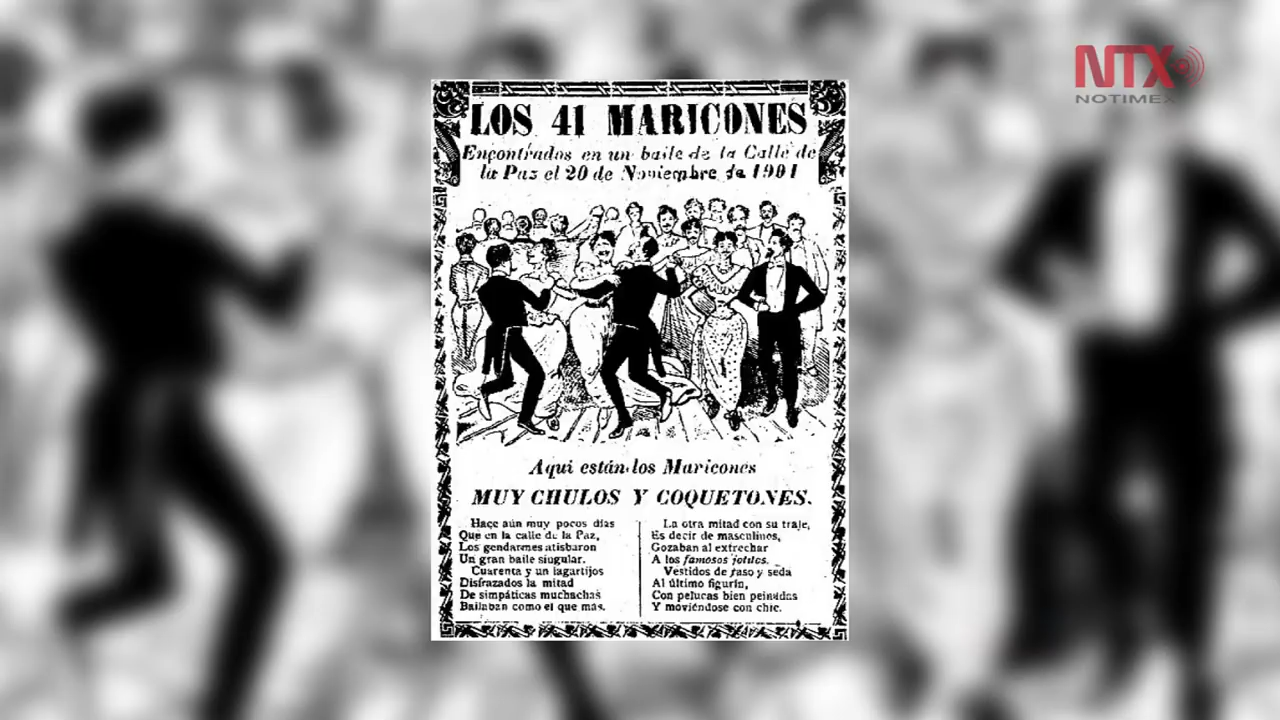 NTX
NOTIMEX
LOS 41 MARICONES
Encontrados en un baile de la Calle de
la Paz el 20 de Noviembre de 1901
Aqui están los Maricones
MUY CHULOS Y COQUETONES.
Hace aún muy pocos días
Que en la calle de la Paz,
Los gendarmes atisbaron
Un gran baile singular.
Cuarenta y un lagartijos
Disfrazados la mitad
De simpáticas muchachas
Bailaban como el que más.
La otra mitad con su traje,
Es decir de masculinos,
Gozaban al extrechar
A los famosos jotitos.
Vestidos de raso y seda
Al último figurín,
Con pelucas bien peinadas
Y moviéndose con chic.